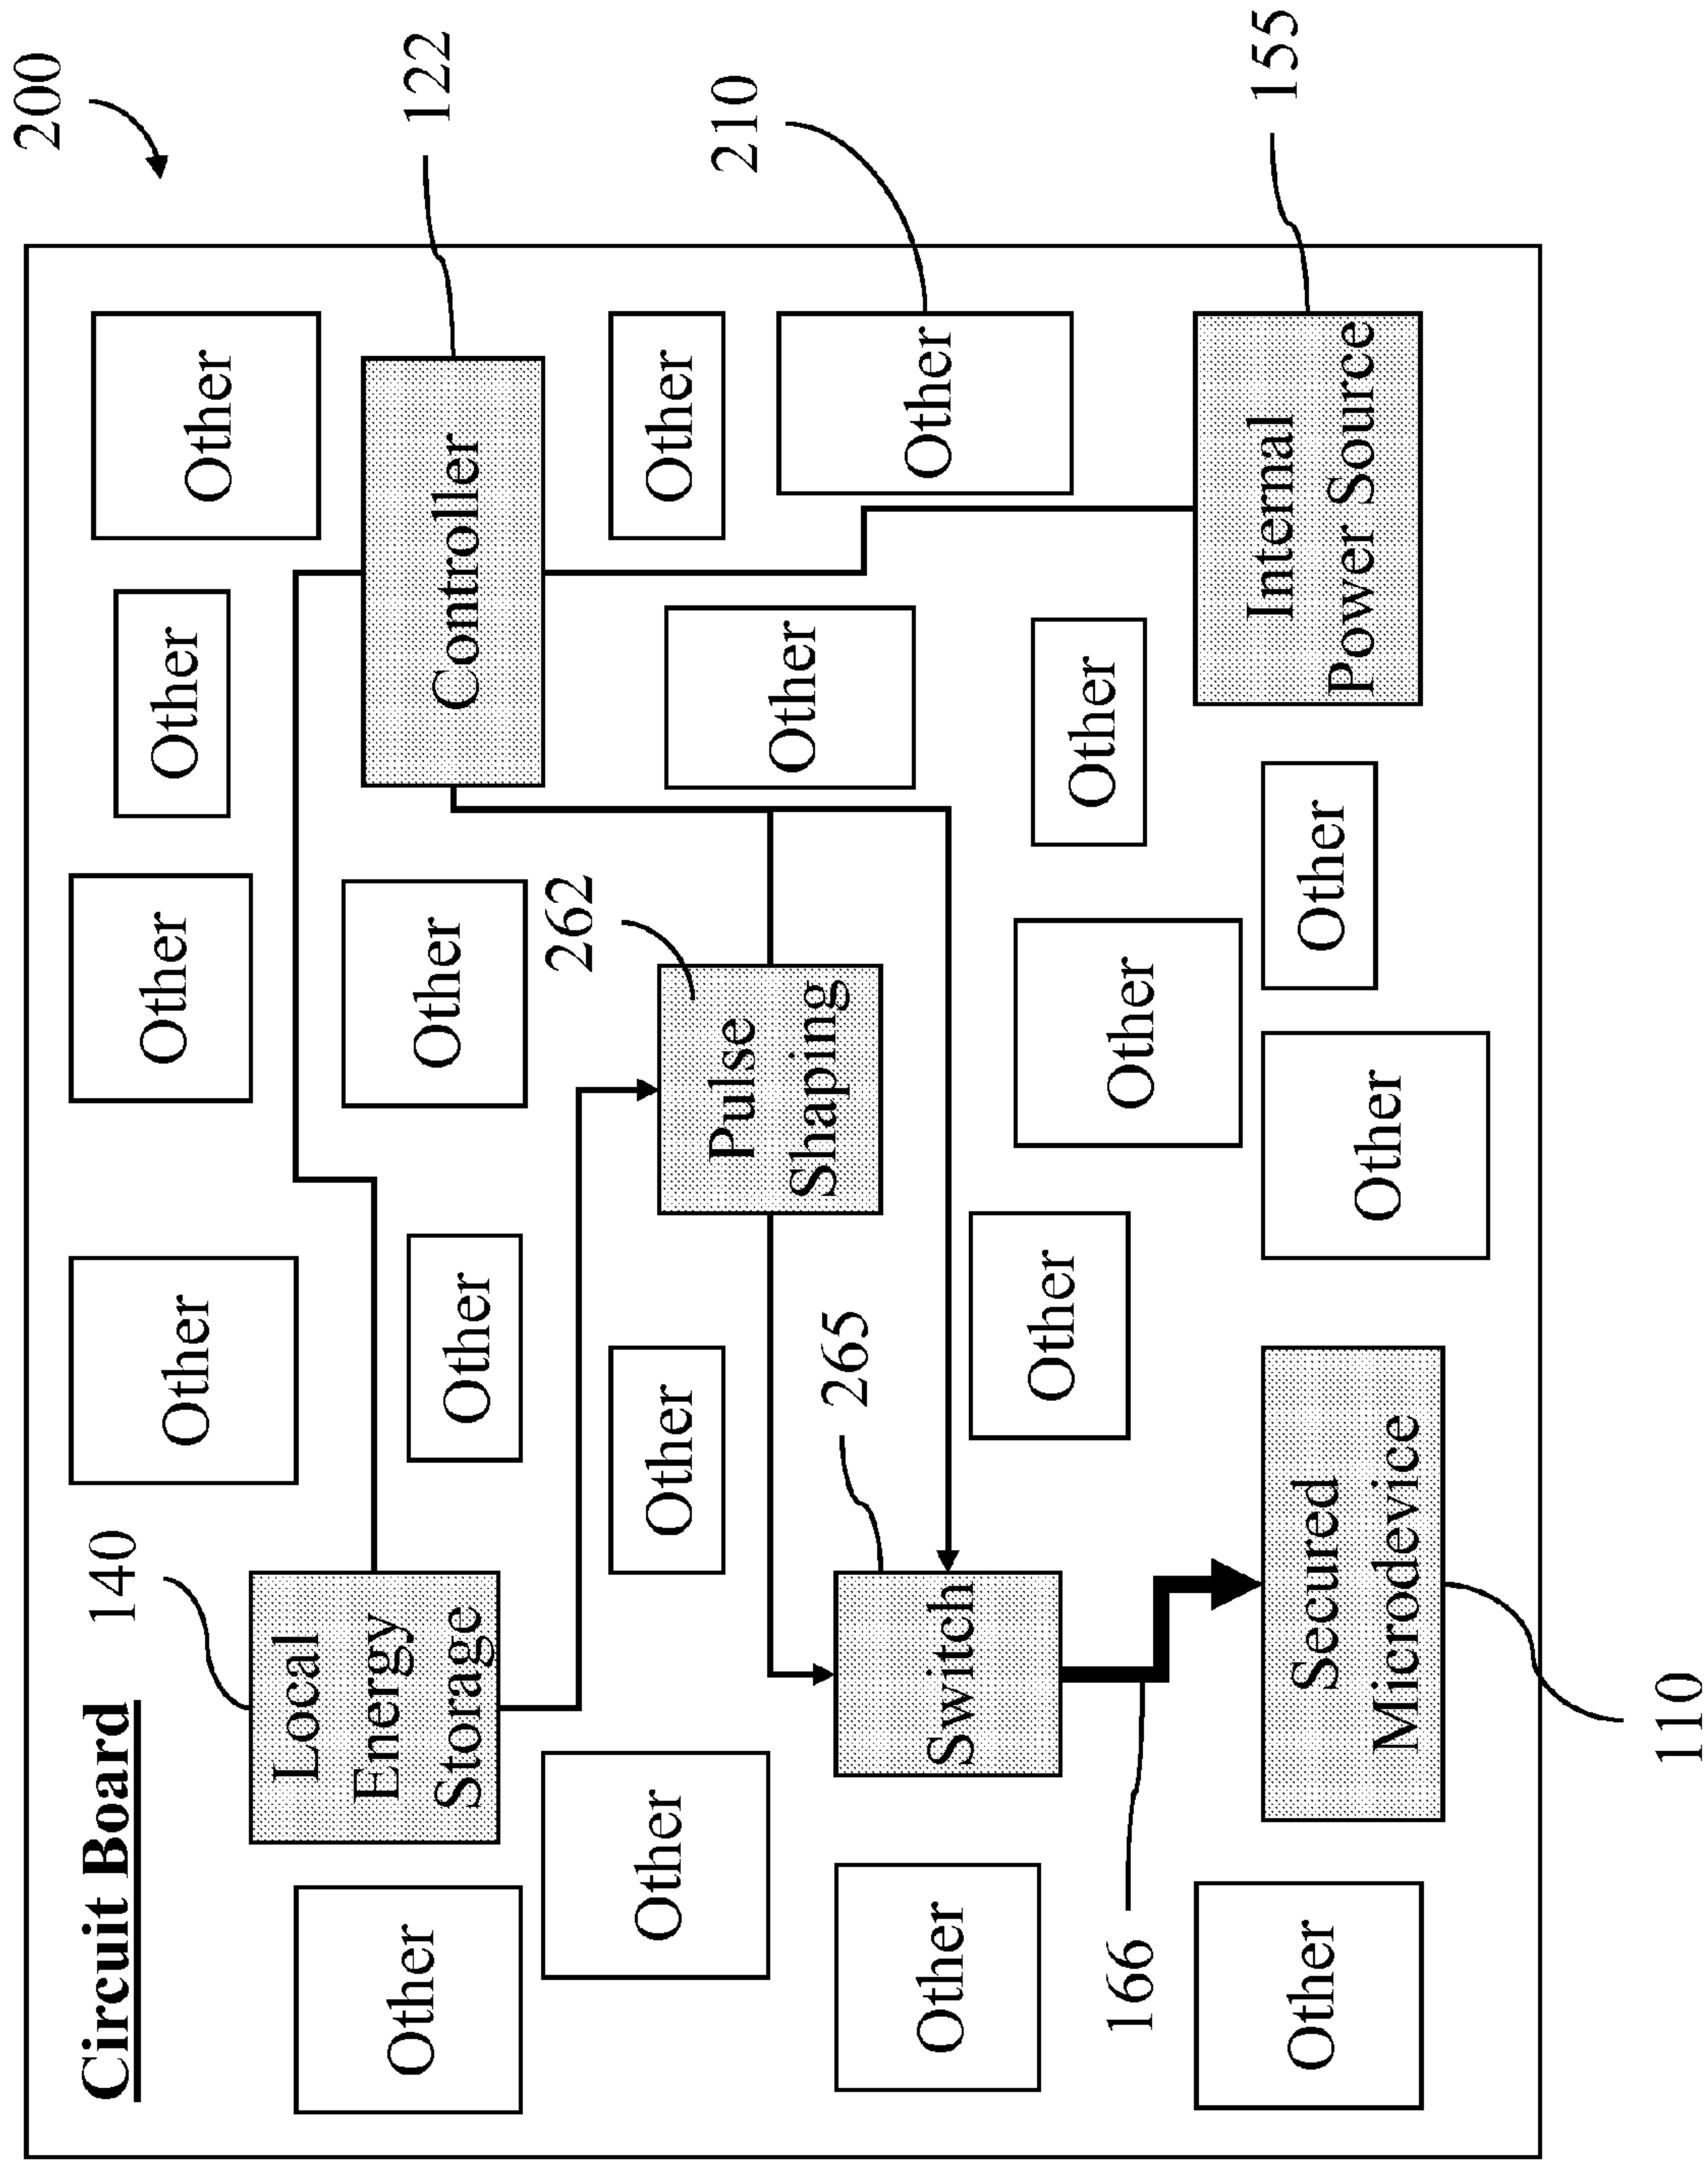 200
Circuit Board
140
Other
Other
Other
Other
122
Local
Energy
Storage
Other
Other
Other
Controller
262
Other
Other
Other
210
Pulse
Shaping
Other
265
Other
Other
Switch
Other
Other
Other
166
155
Internal
Power Source
Other
Secured
Microdevice
Other
Other
110